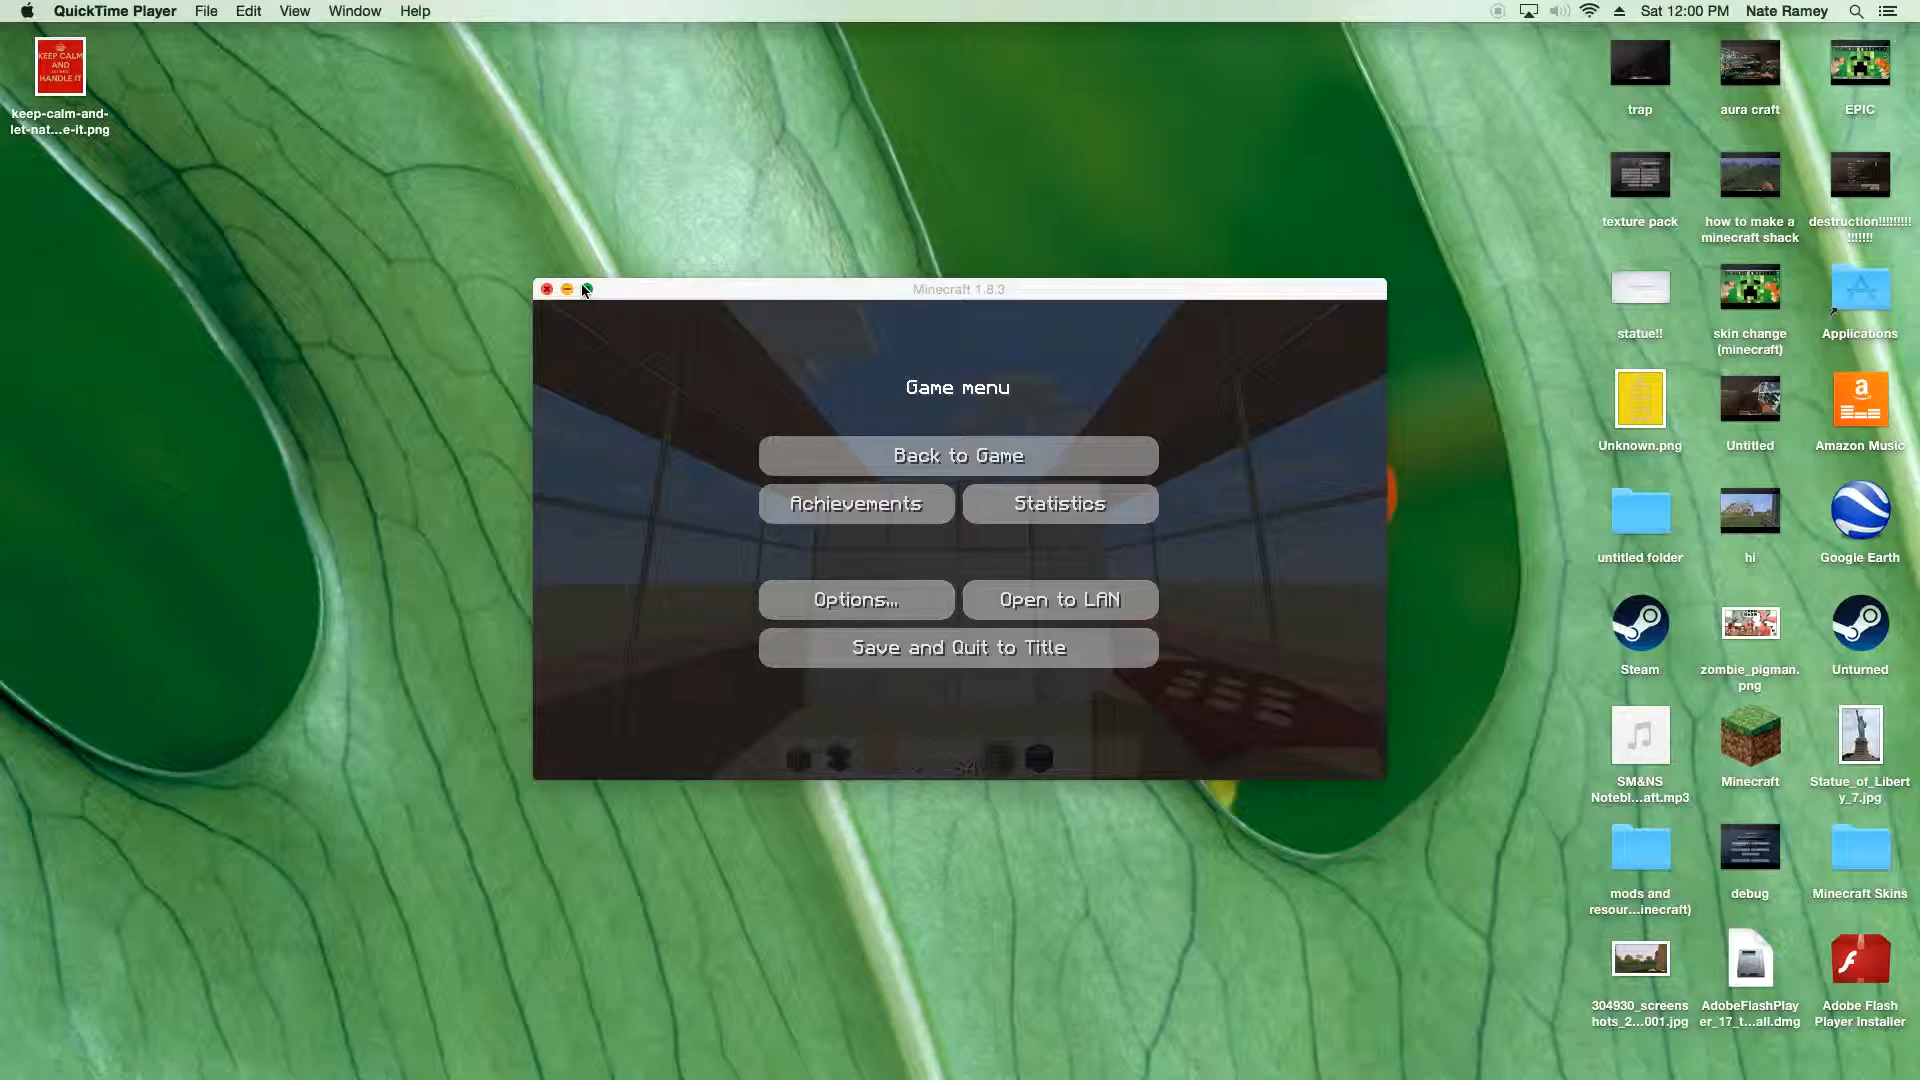 QuickTime Player File Edit View Window Help
Sat 12:00 PM Nate Ramey
KEEP CALM
AND
HANDLE IT
keep-calm-and-
let-nat...e-it.png
trap
aura craft
EPIC
texture pack
how to make a
minecraft shack
destruction!!!!!!!!!
!!!!!!!
statue!!
skin change
(minecraft)
Applications
Unknown.png
Untitled
a
Amazon Music
untitled folder
hi
Google Earth
Steam
zombie_pigman.
png
Unturned
SM&NS
Notebl...aft.mp3
Minecraft
Statue_of_Libert
y_7.jpg
mods and
resour...inecraft)
debug
Minecraft Skins
304930_screens
hots_2...001.jpg
AdobeFlashPlay
er_17_t...all.dmg
Adobe Flash
Player Installer
Minecraft 1.8.3
Game menu
Back to Game
Achievements
Statistics
Options...
Open to LAN
Save and Quit to Title